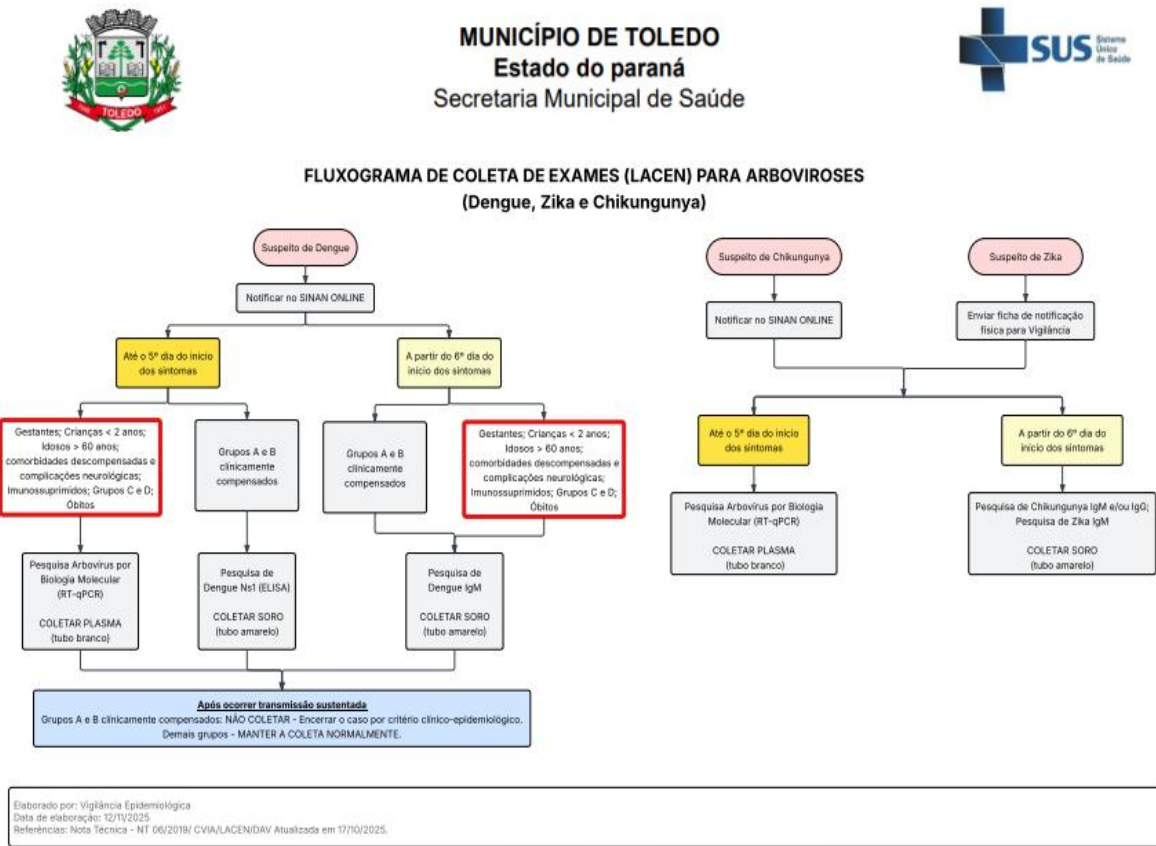 MUNICÍPIO DE TOLEDO
Estado do paraná
Secretaria Municipal de Saúde
TOLEDO
SUS
Sistema
Único
de Saúde
FLUXOGRAMA DE COLETA DE EXAMES (LACEN) PARA ARBOVIROSES
(Dengue, Zika e Chikungunya)
Suspeito de Dengue
Notificar no SINAN ONLINE
Até o 5º dia do início
dos sintomas
A partir do 6º dia do
início dos sintomas
Gestantes; Crianças < 2 anos;
Idosos > 60 anos;
comorbidades descompensadas e
complicações neurológicas;
Imunossuprimidos; Grupos C e D;
Óbitos
Grupos A e B
clinicamente
compensados
Grupos A e B
clinicamente
compensados
Gestantes; Crianças < 2 anos;
Idosos > 60 anos;
comorbidades descompensadas e
complicações neurológicas;
Imunossuprimidos; Grupos C e D;
Óbitos
Pesquisa Arbovírus por
Biologia Molecular
(RT-qPCR)
COLETAR PLASMA
(tubo branco)
Pesquisa de
Dengue Ns1 (ELISA)
COLETAR SORO
(tubo amarelo)
Pesquisa de
Dengue IgM
COLETAR SORO
(tubo amarelo)
Após ocorrer transmissão sustentada
Grupos A e B clinicamente compensados: NÃO COLETAR - Encerrar o caso por critério clínico-epidemiológico.
Demais grupos - MANTER A COLETA NORMALMENTE.
Suspeito de Chikungunya
Notificar no SINAN ONLINE
Suspeito de Zika
Enviar ficha de notificação
física para Vigilância
Até o 5º dia do início
dos sintomas
A partir do 6º dia do
início dos sintomas
Pesquisa Arbovírus por Biologia
Molecular (RT-qPCR)
COLETAR PLASMA
(tubo branco)
Pesquisa de Chikungunya IgM e/ou IgG;
Pesquisa de Zika IgM
COLETAR SORO
(tubo amarelo)
Elaborado por: Vigilância Epidemiológica
Data de elaboração: 12/11/2025
Referências: Nota Técnica - NT 06/2019/ CVIA/LACEN/DAV Atualizada em 17/10/2025.